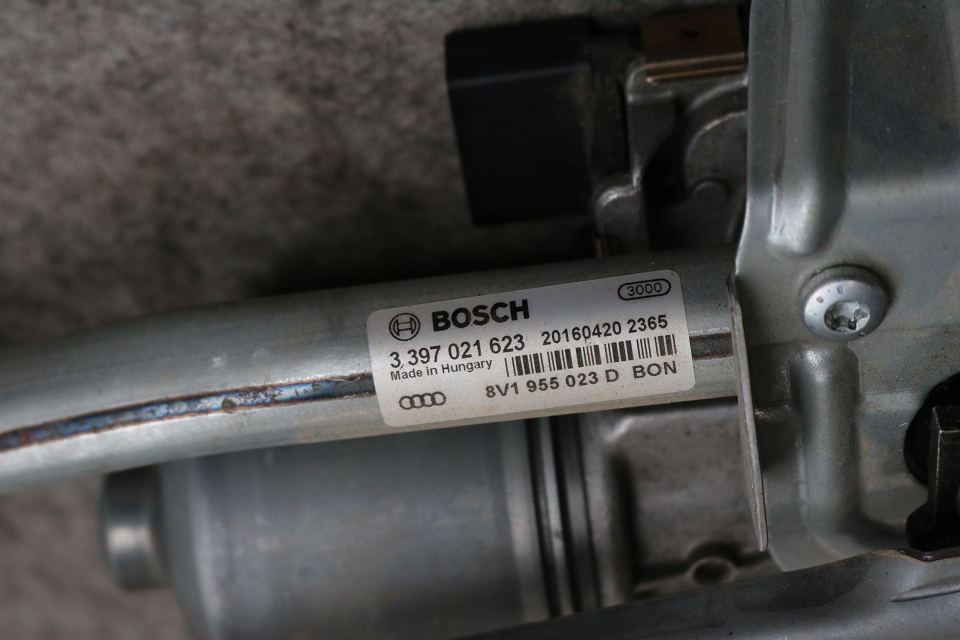 BOSCH
3000
3 397 021 623 20160420 2365
Made in Hungary
8V1 955 023 D BON